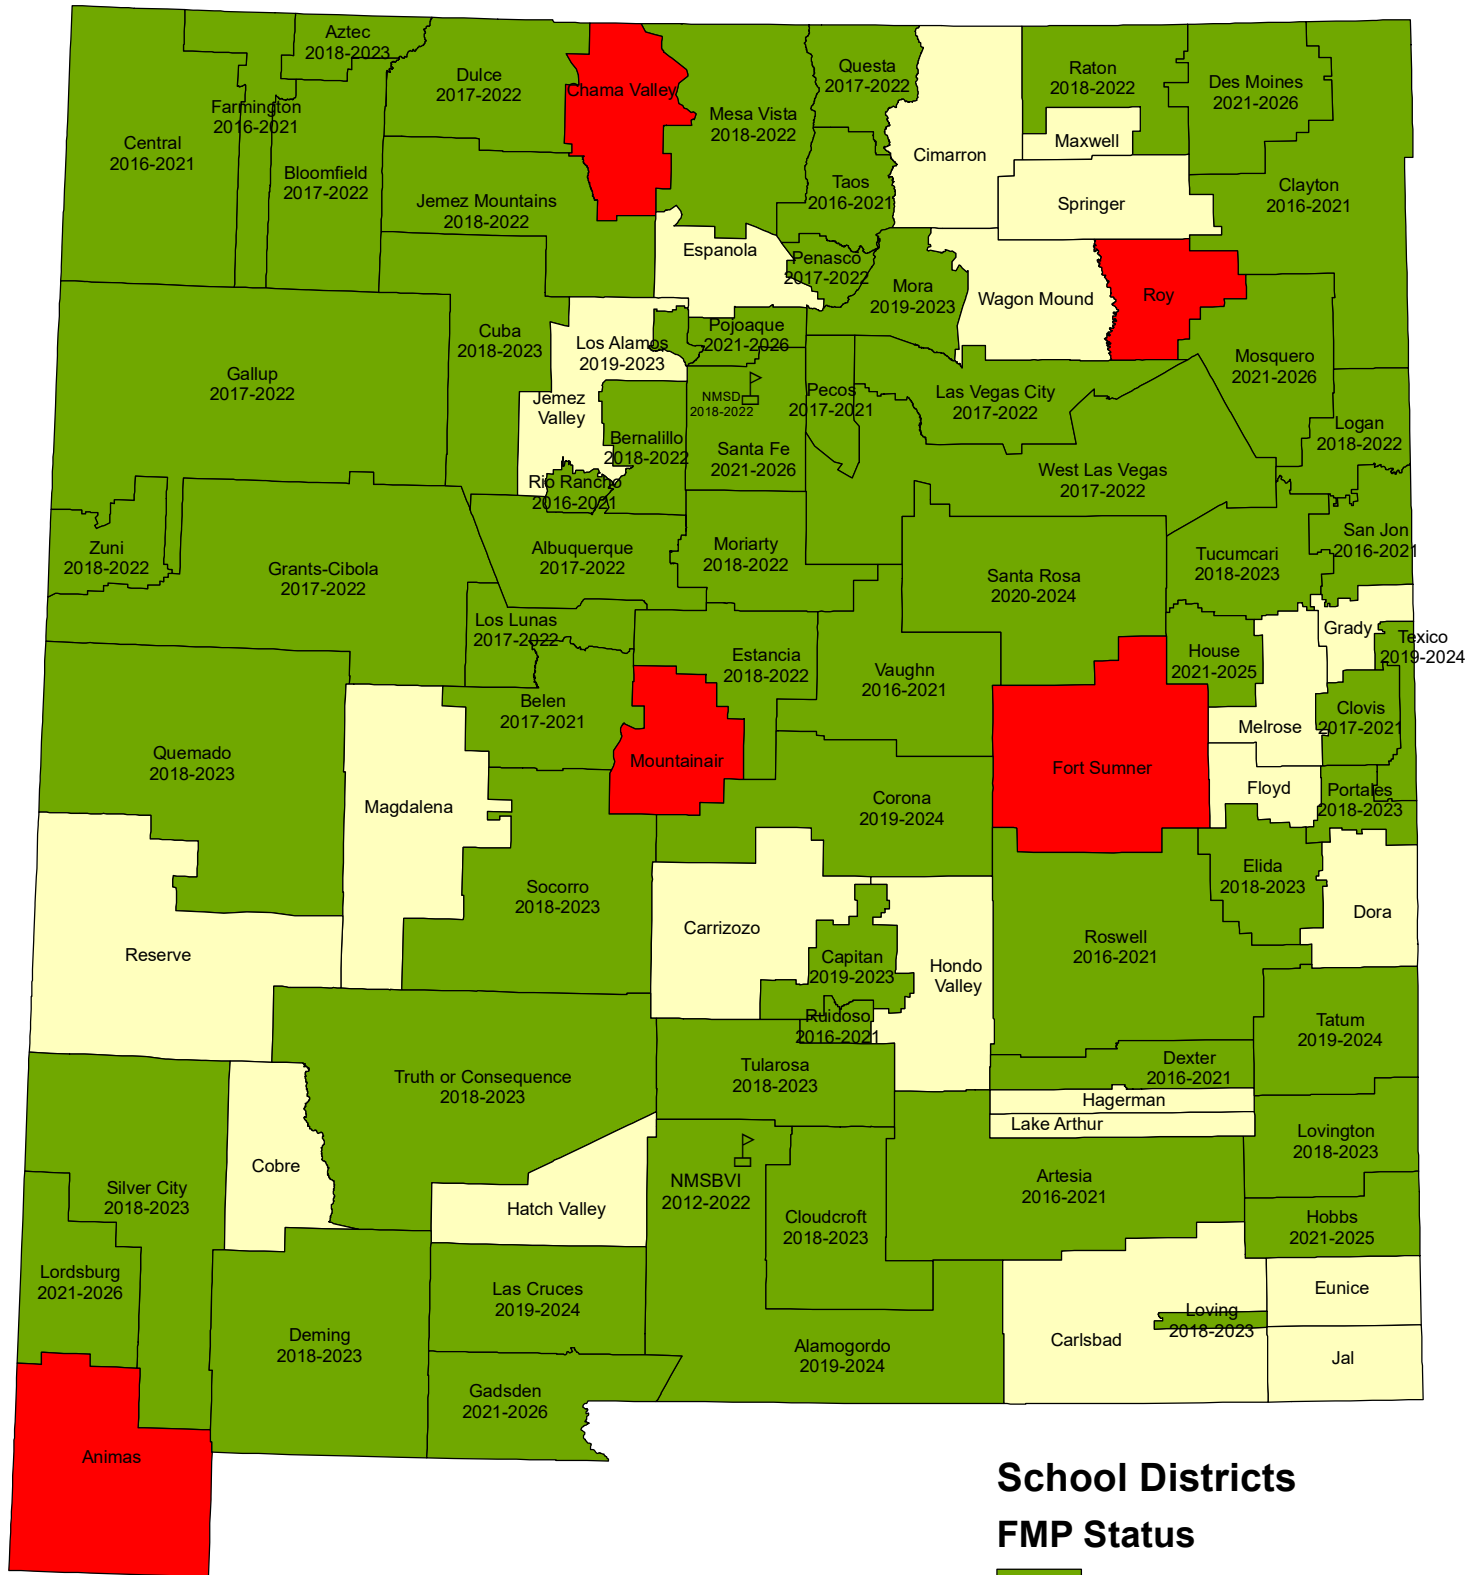 Aztec
2018-2023
Dulce
2017-2022
Chama Valley
Mesa Vista
2018-2022
Questa
2017-2022
Raton
2018-2022
Des Moines
2021-2026
Farmington
2016-2021
Central
2016-2021
Bloomfield
2017-2022
Jemez Mountains
2018-2022
Taos
2016-2021
Cimarron
Maxwell
Springer
Clayton
2016-2021
Espanola
Penasco
2017-2022
Mora
2019-2023
Wagon Mound
Roy
Gallup
2017-2022
Cuba
2018-2023
Los Alamos
2019-2023
Pojoaque
2021-2026
Mosquero
2021-2026
Jemez
Valley
NMSD
2018-2022
Pecos
2017-2021
Las Vegas City
2017-2022
Bernalillo
2018-2022
Santa Fe
2021-2026
Logan
2018-2022
Rio Rancho
2016-2021
West Las Vegas
2017-2022
Zuni
2018-2022
Grants-Cibola
2017-2022
Albuquerque
2017-2022
Moriarty
2018-2022
Santa Rosa
2020-2024
Tucumcari
2018-2023
San Jon
2016-2021
Los Lunas
2017-2022
Estancia
2018-2022
Vaughn
2016-2021
House
2021-2025
Grady
Texico
2019-2024
Belen
2017-2021
Mountainair
Fort Sumner
Melrose
Clovis
2017-2021
Quemado
2018-2023
Magdalena
Corona
2019-2024
Floyd
Portales
2018-2023
Socorro
2018-2023
Elida
2018-2023
Dora
Reserve
Carrizozo
Capitan
2019-2023
Hondo
Valley
Roswell
2016-2021
Ruidoso
2016-2021
Tatum
2019-2024
Truth or Consequence
2018-2023
Tularosa
2018-2023
Dexter
2016-2021
Hagerman
Lake Arthur
Lovington
2018-2023
Cobre
Silver City
2018-2023
Hatch Valley
NMSBVI
2012-2022
Cloudcroft
2018-2023
Artesia
2016-2021
Hobbs
2021-2025
Lordsburg
2021-2026
Las Cruces
2019-2024
Eunice
Loving
2018-2023
Deming
2018-2023
Alamogordo
2019-2024
Carlsbad
Jal
Gadsden
2021-2026
Animas
School Districts
FMP Status